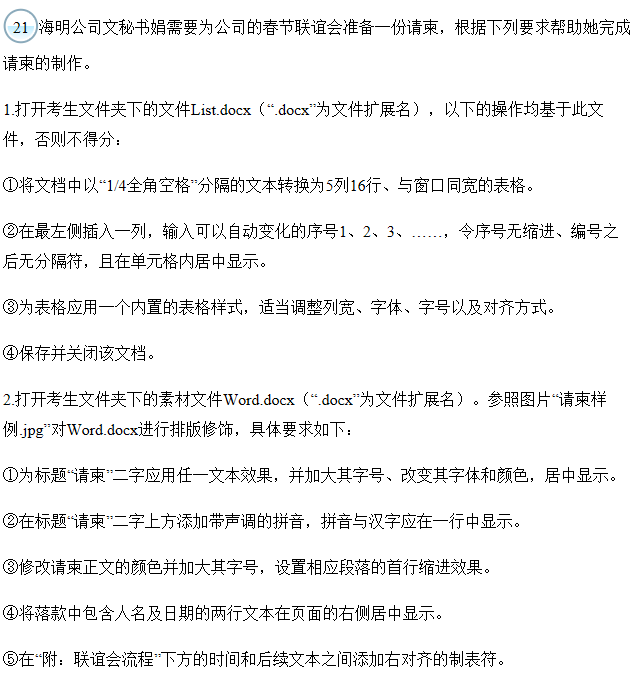 21 海明公司文秘书娟需要为公司的春节联谊会准备一份请柬，根据下列要求帮助她完成
请柬的制作。
1.打开考生文件夹下的文件List.docx（“.docx”为文件扩展名），以下的操作均基于此文
件，否则不得分：
①将文档中以“1/4全角空格”分隔的文本转换为5列16行、与窗口同宽的表格。
②在最左侧插入一列，输入可以自动变化的序号1、2、3、……，令序号无缩进、编号之
后无分隔符，且在单元格内居中显示。
③为表格应用一个内置的表格样式，适当调整列宽、字体、字号以及对齐方式。
④保存并关闭该文档。
2.打开考生文件夹下的素材文件Word.docx（“.docx”为文件扩展名）。参照图片“请柬样
例.jpg”对Word.docx进行排版修饰，具体要求如下：
①为标题“请柬”二字应用任一文本效果，并加大其字号、改变其字体和颜色，居中显示。
②在标题“请柬”二字上方添加带声调的拼音，拼音与汉字应在一行中显示。
③修改请柬正文的颜色并加大其字号，设置相应段落的首行缩进效果。
④将落款中包含人名及日期的两行文本在页面的右侧居中显示。
⑤在“附：联谊会流程”下方的时间和后续文本之间添加右对齐的制表符。